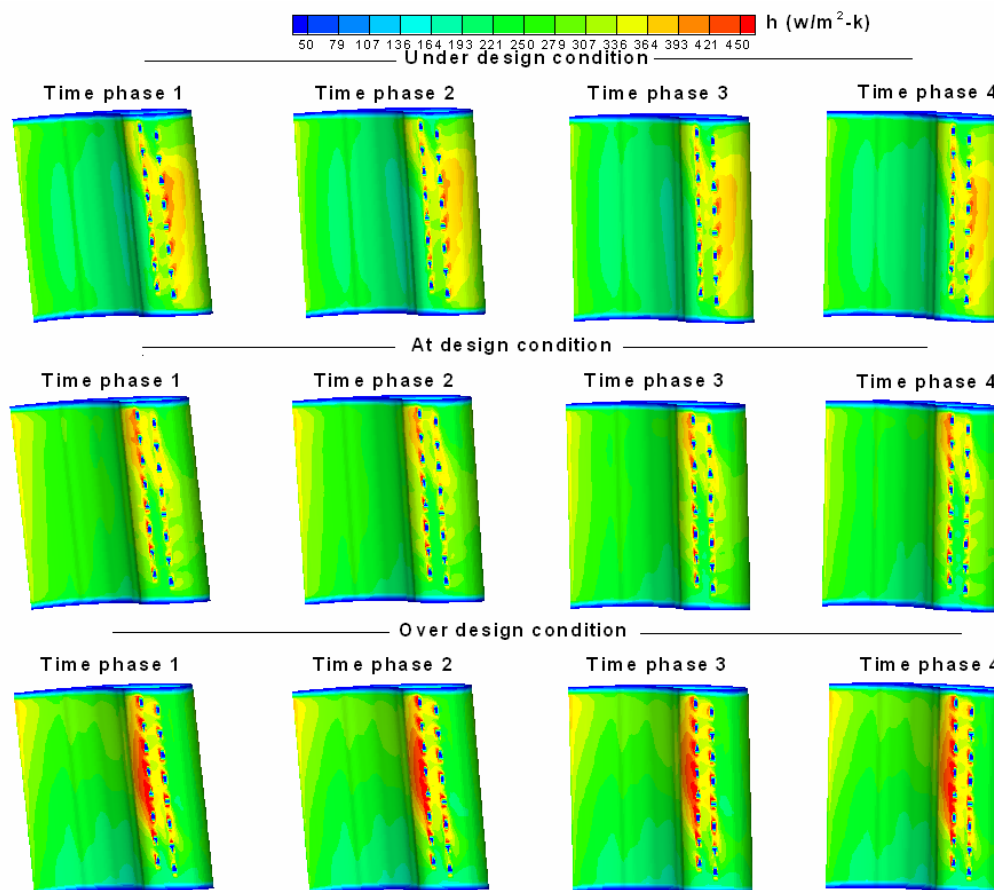 h (w/m²-k)
50 79 107 136 164 193 221 250 279 307 336 364 393 421 450
Under design condition
Time phase 1 Time phase 2 Time phase 3 Time phase 4
At design condition
Time phase 1 Time phase 2 Time phase 3 Time phase 4
Over design condition
Time phase 1 Time phase 2 Time phase 3 Time phase 4